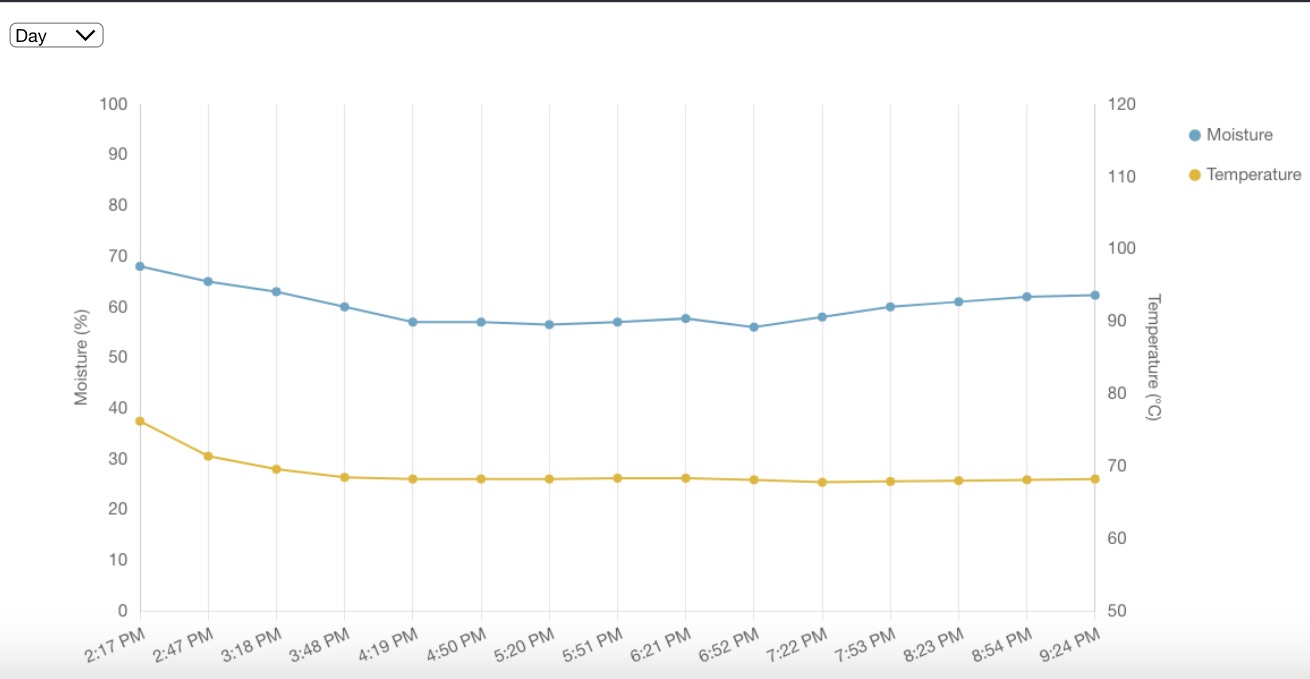 Day
100
90
80
70
60
50
40
30
20
10
0
Moisture (%)
120
110
100
90
80
70
60
50
Temperature (°C)
Moisture
Temperature
2:17 PM
2:47 PM
3:18 PM
3:48 PM
4:19 PM
4:50 PM
5:20 PM
5:51 PM
6:21 PM
6:52 PM
7:22 PM
7:53 PM
8:23 PM
8:54 PM
9:24 PM